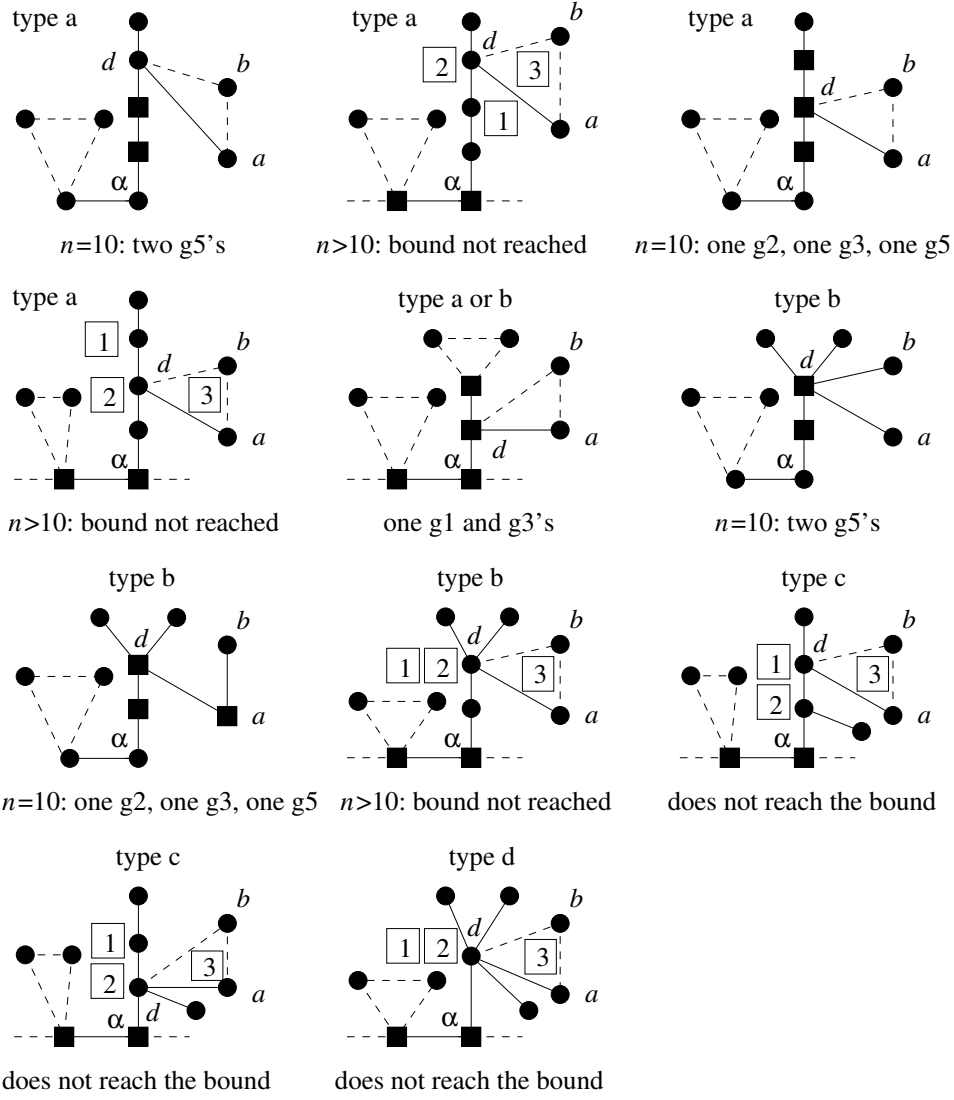 type a
b
d
a
α
n=10: two g5's
type a
b
d
2
3
1
a
α
n>10: bound not reached
type a
b
d
a
α
n=10: one g2, one g3, one g5
type a
1
b
d
2
3
a
α
n>10: bound not reached
type a or b
b
a
d
α
one g1 and g3's
type b
d
b
a
α
n=10: two g5's
type b
b
d
a
α
n=10: one g2, one g3, one g5
type b
d
b
1
2
3
a
α
n>10: bound not reached
type c
b
d
1
3
2
a
α
does not reach the bound
type c
b
1
3
2
a
d
α
does not reach the bound
type d
b
d
1
2
3
a
α
does not reach the bound